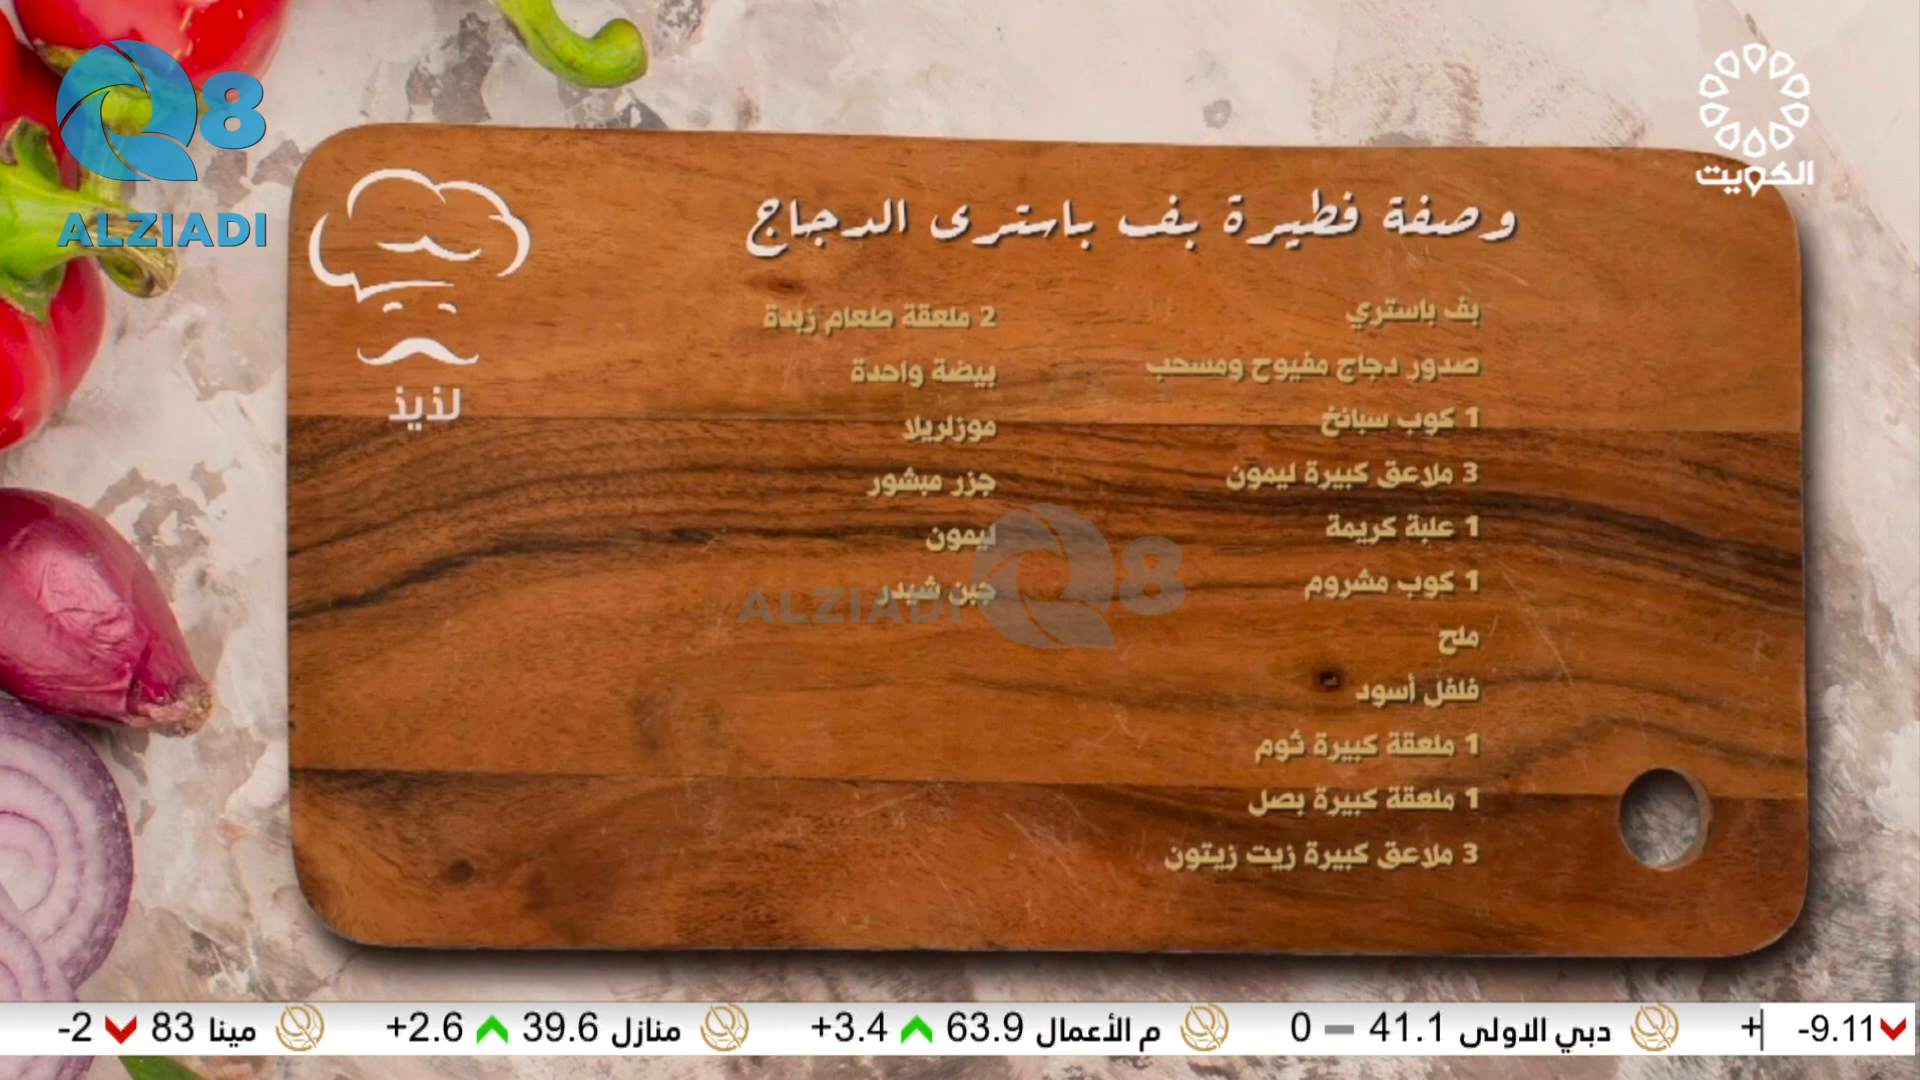 Q8
ALZIADI
الكويت
لذيذ
وصفة فطيرة بف باسترى الدجاج
بف باستري
صدور دجاج مفيوح ومسحب
1 كوب سبانخ
3 ملاعق كبيرة ليمون
1 علبة كريمة
1 كوب مشروم
ملح
فلفل أسود
1 ملعقة كبيرة ثوم
1 ملعقة كبيرة بصل
3 ملاعق كبيرة زيت زيتون
2 ملعقة طعام زبدة
بيضة واحدة
موزلريلا
جزر مبشور
ليمون
جبن شيدر
ALZIADI Q8
-9.11 + دبي الاولى 41.1 0 م الأعمال 63.9 +3.4 منازل 39.6 +2.6 مينا 83 -2